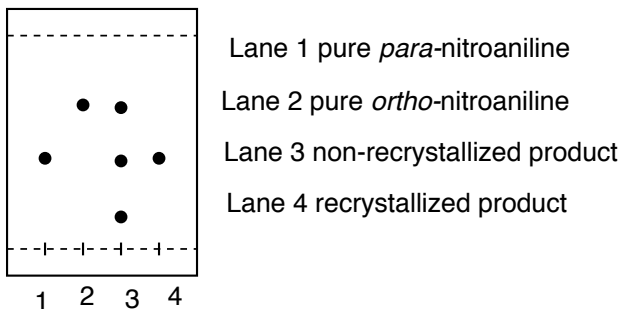 Lane 1 pure para-nitroaniline
Lane 2 pure ortho-nitroaniline
Lane 3 non-recrystallized product
Lane 4 recrystallized product
1 2 3 4